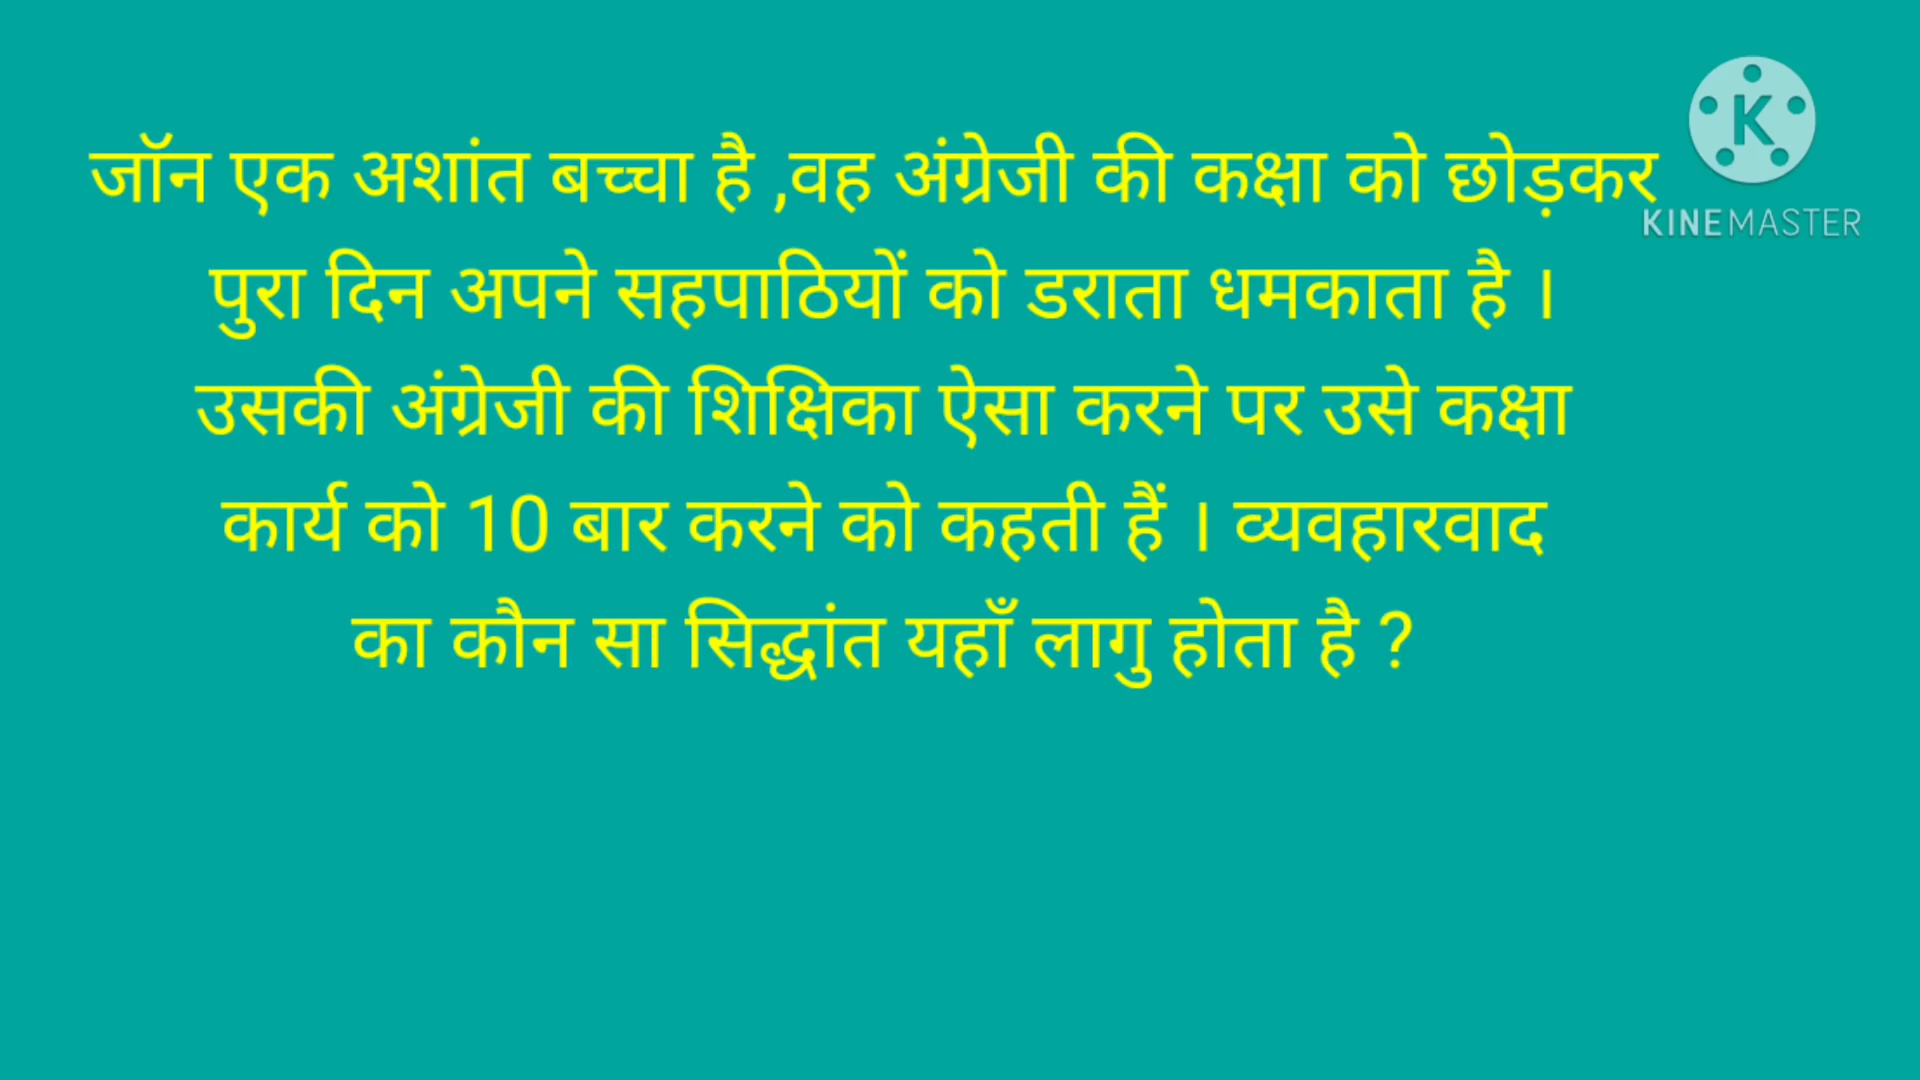 जॉन एक अशांत बच्चा है ,वह अंग्रेजी की कक्षा को छोड़कर
पुरा दिन अपने सहपाठियों को डराता धमकाता है ।
उसकी अंग्रेजी की शिक्षिका ऐसा करने पर उसे कक्षा
कार्य को 10 बार करने को कहती हैं । व्यवहारवाद
का कौन सा सिद्धांत यहाँ लागु होता है ?
K
KINEMASTER